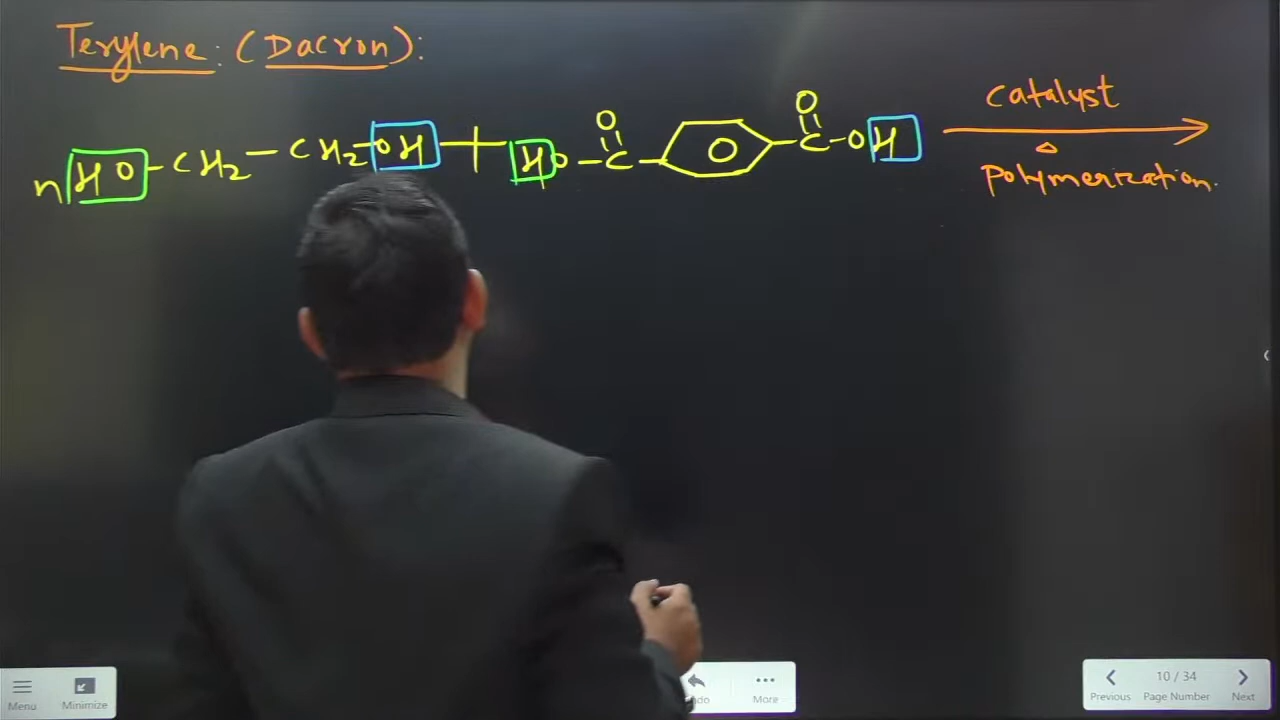 Terylene: (Dacron):
O O catalyst
n HO-CH2-CH2-OH + HO-C-O-C-OH
Δ
polymerization.
Menu Minimize Undo More Previous 10 / 34 Page Number Next